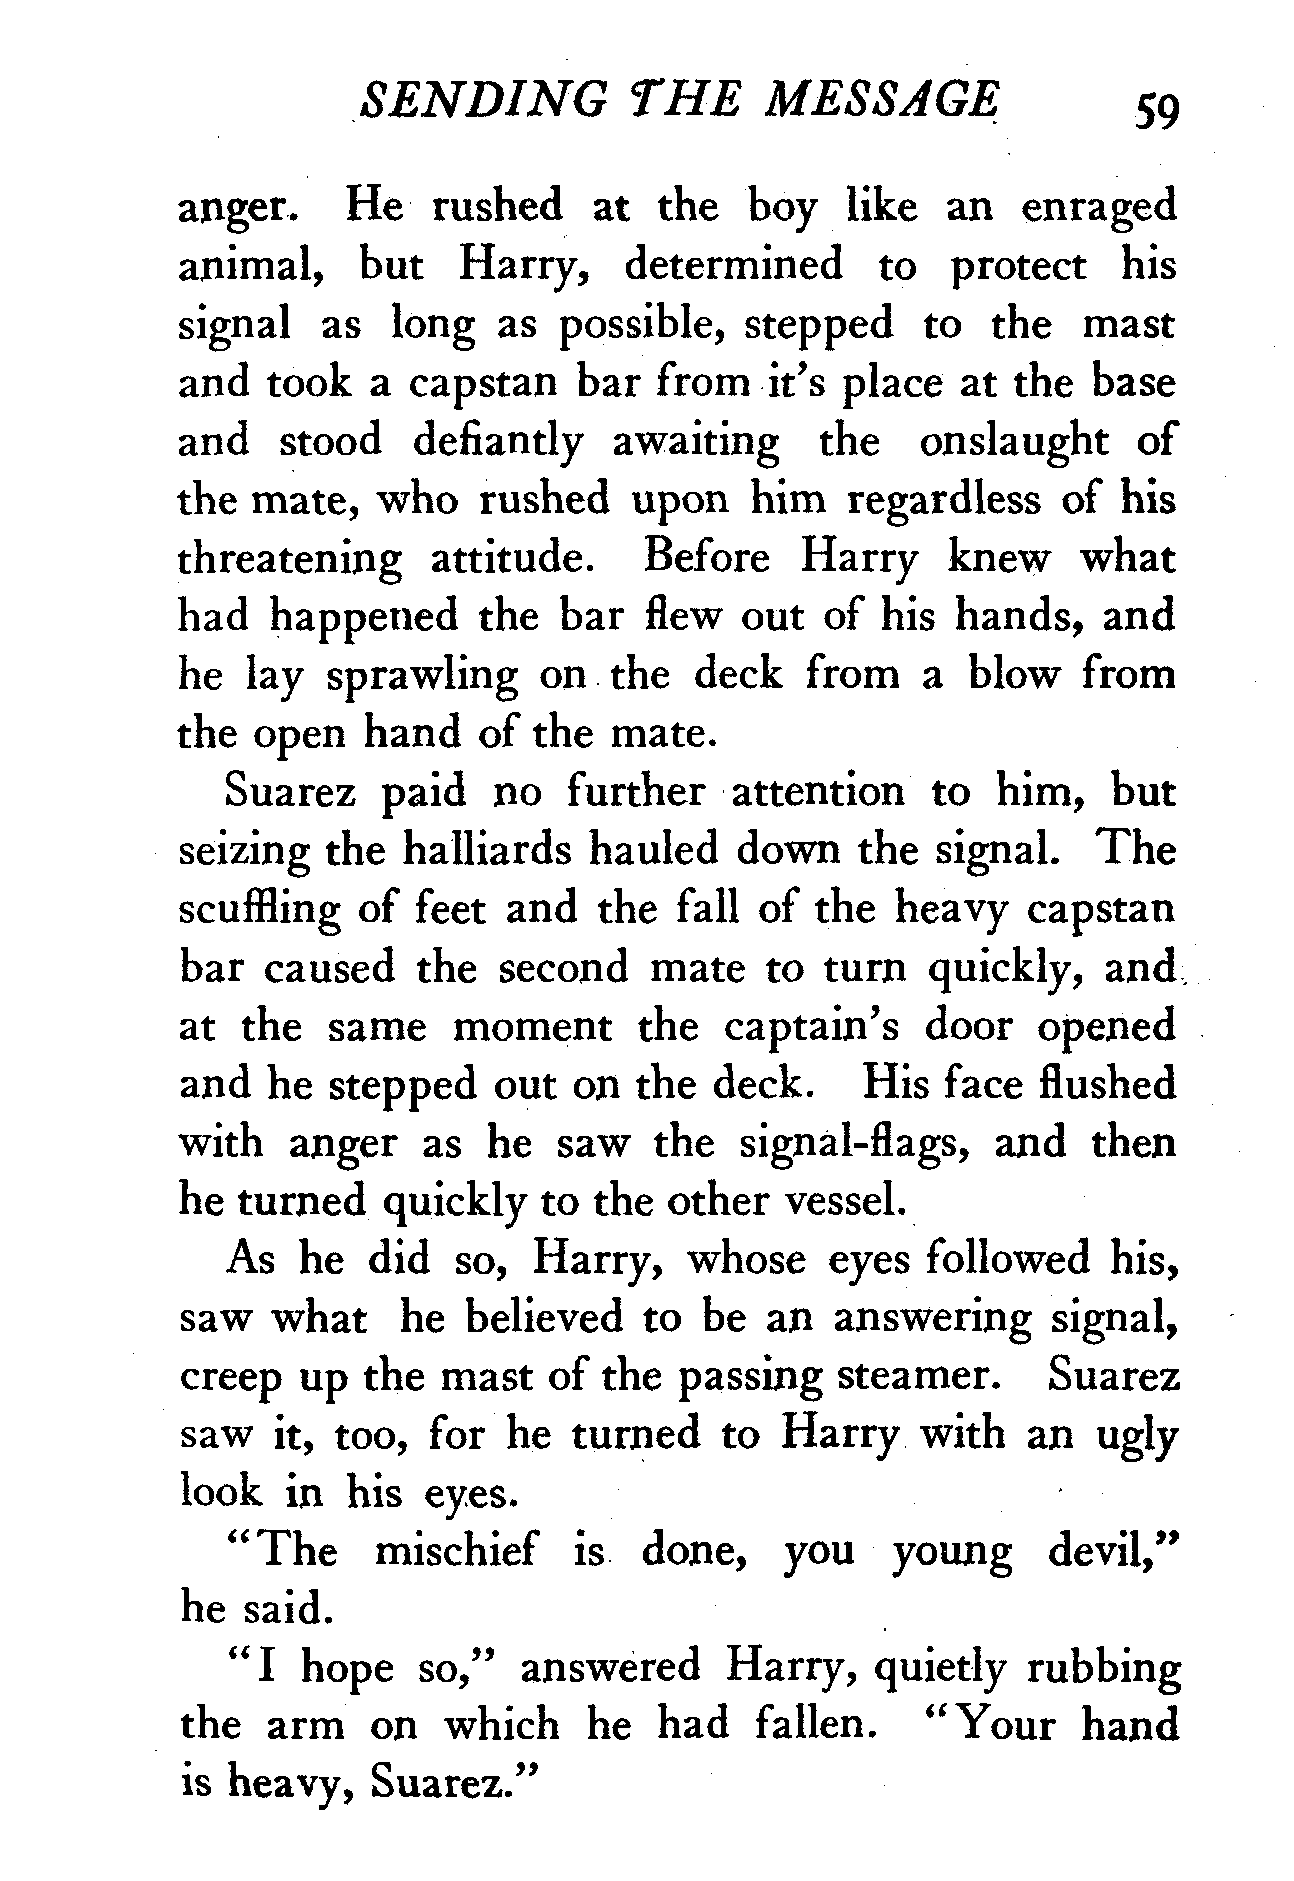 SENDING THE MESSAGE 59
anger. He rushed at the boy like an enraged
animal, but Harry, determined to protect his
signal as long as possible, stepped to the mast
and took a capstan bar from it's place at the base
and stood defiantly awaiting the onslaught of
the mate, who rushed upon him regardless of his
threatening attitude. Before Harry knew what
had happened the bar flew out of his hands, and
he lay sprawling on the deck from a blow from
the open hand of the mate.
Suarez paid no further attention to him, but
seizing the halliards hauled down the signal. The
scuffling of feet and the fall of the heavy capstan
bar caused the second mate to turn quickly, and
at the same moment the captain's door opened
and he stepped out on the deck. His face flushed
with anger as he saw the signal-flags, and then
he turned quickly to the other vessel.
As he did so, Harry, whose eyes followed his,
saw what he believed to be an answering signal,
creep up the mast of the passing steamer. Suarez
saw it, too, for he turned to Harry with an ugly
look in his eyes.
"The mischief is done, you young devil,"
he said.
"I hope so," answered Harry, quietly rubbing
the arm on which he had fallen. "Your hand
is heavy, Suarez."